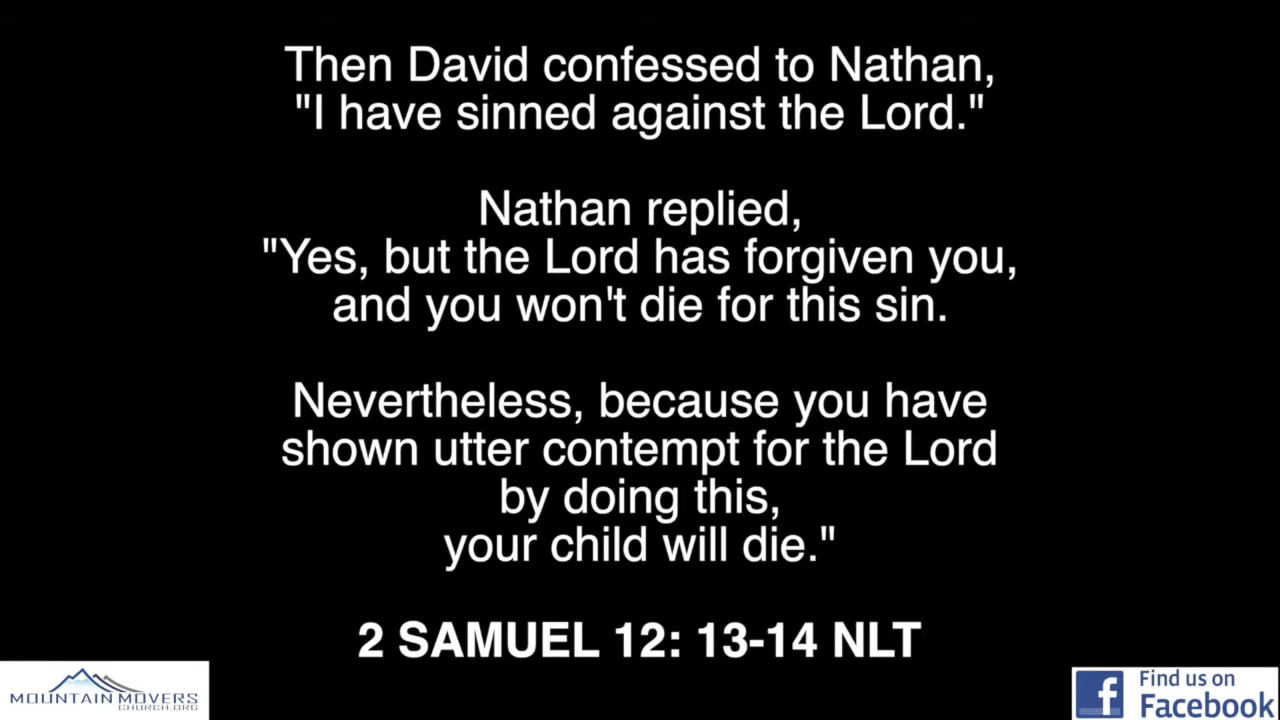 Then David confessed to Nathan,
"I have sinned against the Lord."
Nathan replied,
"Yes, but the Lord has forgiven you,
and you won't die for this sin.
Nevertheless, because you have
shown utter contempt for the Lord
by doing this,
your child will die."
2 SAMUEL 12: 13-14 NLT
MOUNTAIN MOVERS
CHURCH.ORG
Find us on
Facebook